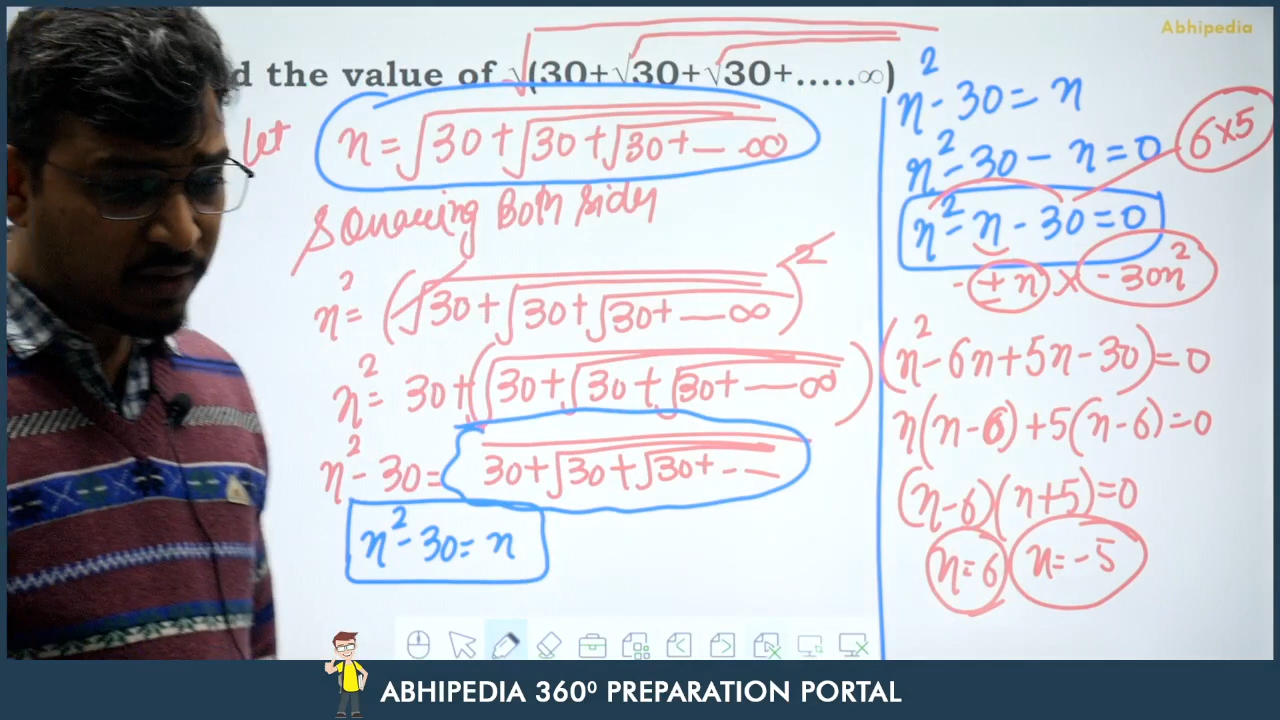 Abhipedia
d the value of √(30+√30+√30+.....∞)
let n=√30+√30+√30+— ∞
Squaring Both sides
n²=(√30+√30+√30+—∞)²
n²= 30+(√30+√30+√30+—∞)
n²-30= √30+√30+√30+--—
n²-30= n
n²-30= n
n²-30-n=0 6×5
n²-n-30=0
-+n × -30n²
(n²-6n+5n-30)=0
n(n-6)+5(n-6)=0
(n-6)(n+5)=0
n=6 n=-5
ABHIPEDIA 360⁰ PREPARATION PORTAL